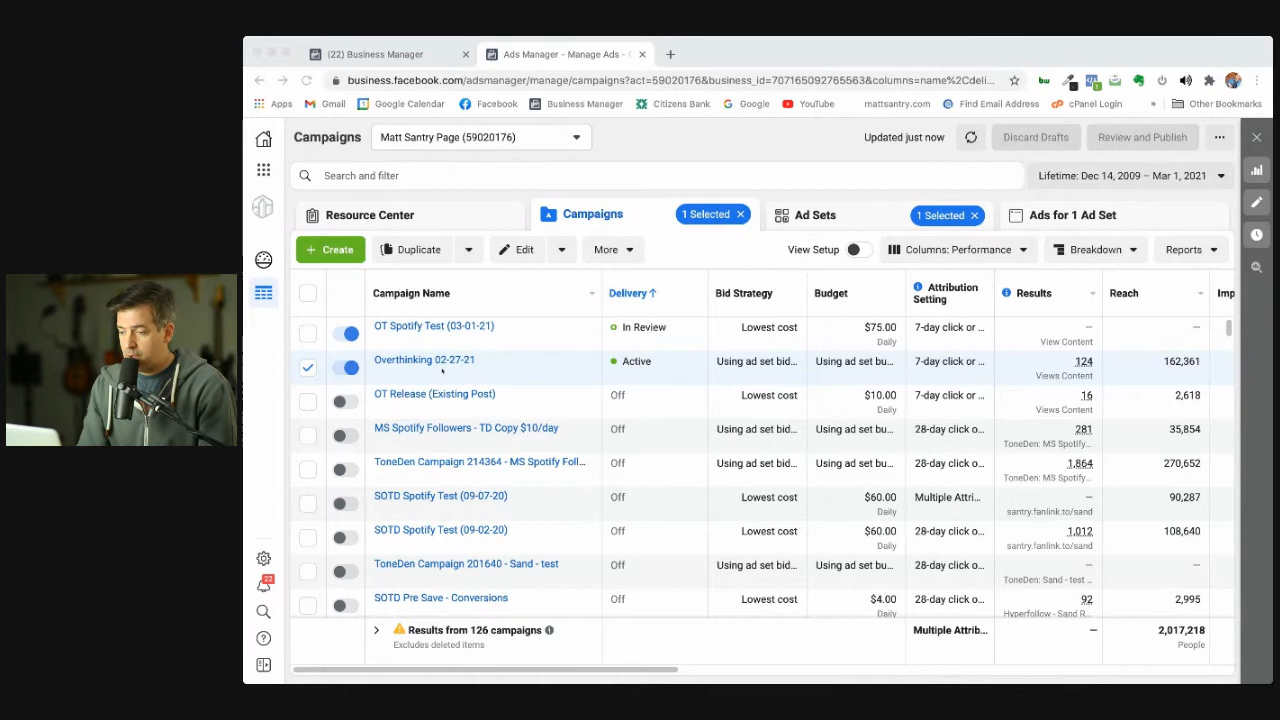 (22) Business Manager
Ads Manager - Manage Ads -
business.facebook.com/adsmanager/manage/campaigns?act=59020176&business_id=707165092765563&columns=name%2Cdeli...
Apps Gmail Google Calendar Facebook Business Manager Citizens Bank Google YouTube mattsantry.com Find Email Address cPanel Login » Other Bookmarks
Campaigns Matt Santry Page (59020176) Updated just now Discard Drafts Review and Publish
Search and filter Lifetime: Dec 14, 2009 – Mar 1, 2021
Resource Center Campaigns 1 Selected Ad Sets 1 Selected Ads for 1 Ad Set
+ Create Duplicate Edit More View Setup Columns: Performance Breakdown Reports
Campaign Name Delivery↑ Bid Strategy Budget Attribution Setting Results Reach Imp
OT Spotify Test (03-01-21) In Review Lowest cost $75.00 7-day click or ... — —
Daily View Content
Overthinking 02-27-21 Active Using ad set bid... Using ad set bu... 7-day click or ... 124 162,361
Views Content
OT Release (Existing Post) Off Lowest cost $10.00 7-day click or ... 16 2,618
Daily Views Content
MS Spotify Followers - TD Copy $10/day Off Using ad set bid... Using ad set bu... 28-day click o... 281 35,854
ToneDen: MS Spotify...
ToneDen Campaign 214364 - MS Spotify Foll... Off Using ad set bid... Using ad set bu... 28-day click o... 1,864 270,652
ToneDen: MS Spotify...
SOTD Spotify Test (09-07-20) Off Lowest cost $60.00 Multiple Attri... — 90,287
Daily santry.fanlink.to/sand
SOTD Spotify Test (09-02-20) Off Lowest cost $60.00 28-day click o... 1,012 108,640
Daily santry.fanlink.to/sand
ToneDen Campaign 201640 - Sand - test Off Using ad set bid... Using ad set bu... 28-day click o... — —
ToneDen: Sand - test ...
SOTD Pre Save - Conversions Off Lowest cost $4.00 28-day click o... 92 2,995
Daily Hyperfollow - Sand R...
Results from 126 campaigns Multiple Attrib... — 2,017,218
Excludes deleted items People
22